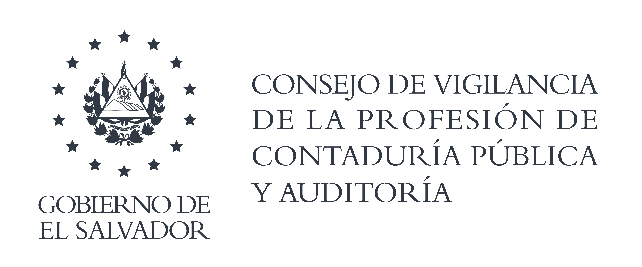 GOBIERNO DE
EL SALVADOR
CONSEJO DE VIGILANCIA
DE LA PROFESIÓN DE
CONTADURÍA PÚBLICA
Y AUDITORÍA